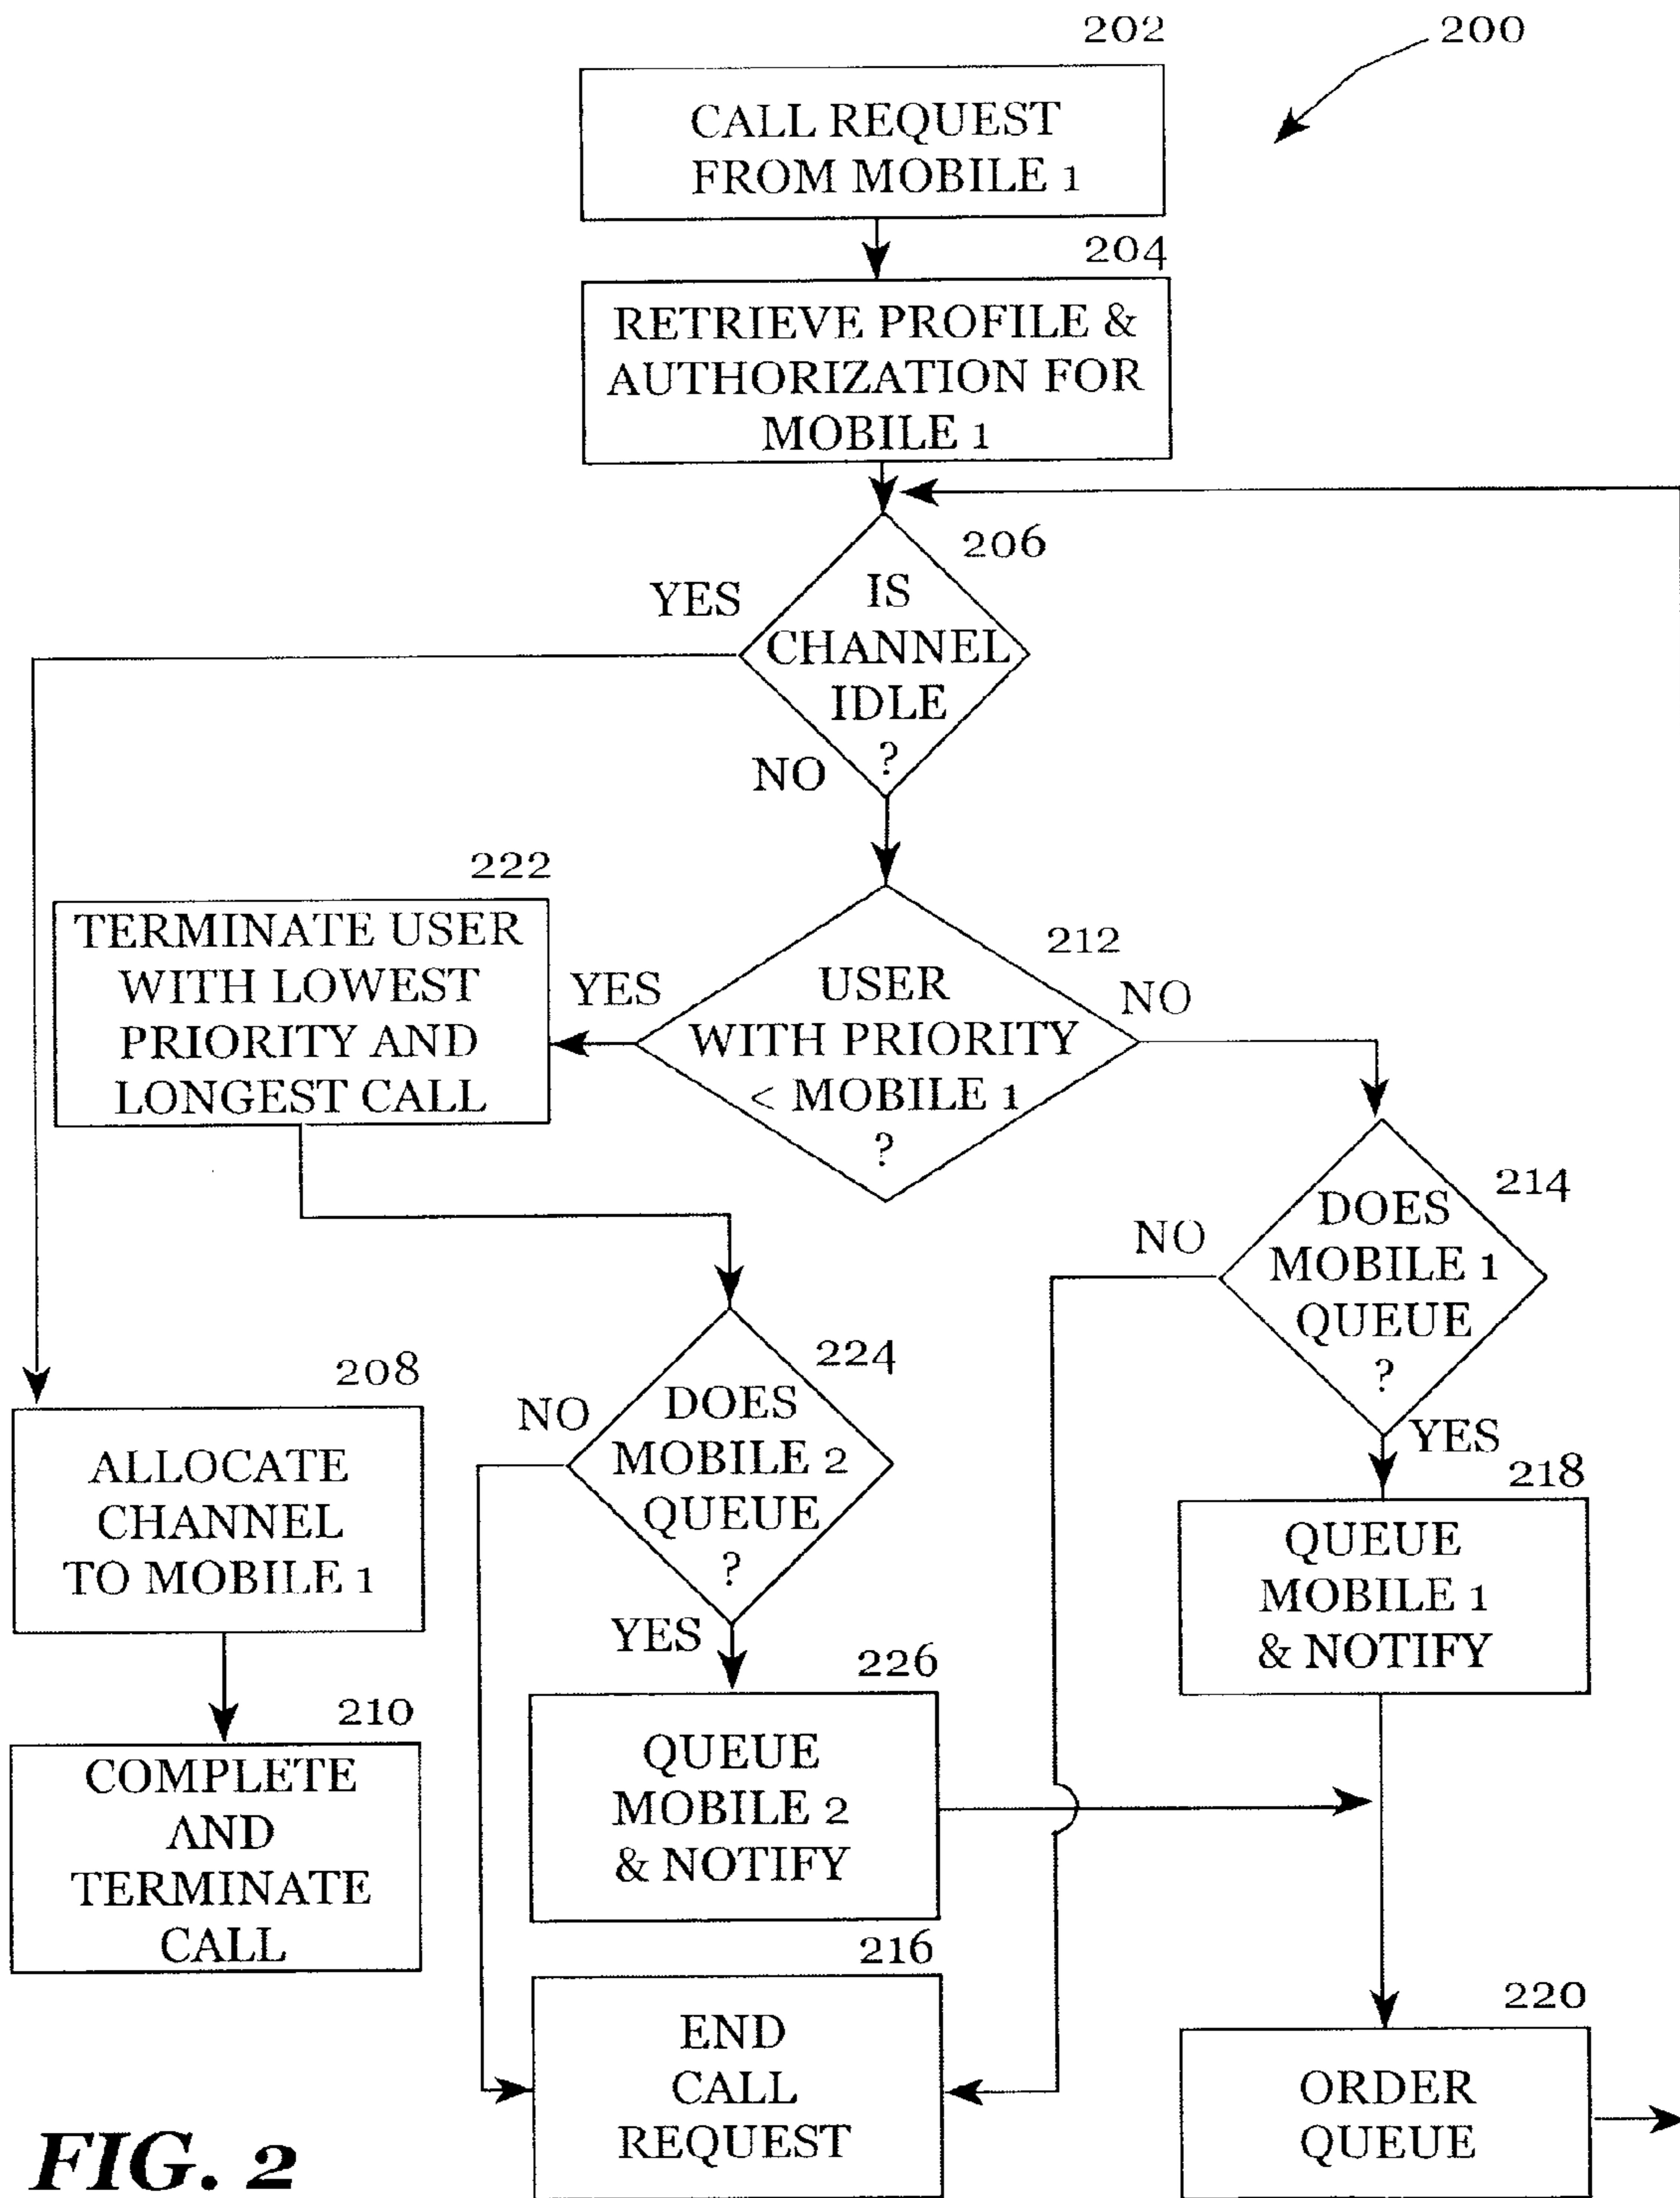 202
200
CALL REQUEST
FROM MOBILE 1
204
RETRIEVE PROFILE &
AUTHORIZATION FOR
MOBILE 1
206
YES
IS
CHANNEL
IDLE
?
NO
222
TERMINATE USER
WITH LOWEST
PRIORITY AND
LONGEST CALL
YES
212
USER
WITH PRIORITY
< MOBILE 1
?
NO
214
NO
DOES
MOBILE 1
QUEUE
?
YES
224
NO
DOES
MOBILE 2
QUEUE
?
YES
208
ALLOCATE
CHANNEL
TO MOBILE 1
218
QUEUE
MOBILE 1
& NOTIFY
226
QUEUE
MOBILE 2
& NOTIFY
210
COMPLETE
AND
TERMINATE
CALL
216
END
CALL
REQUEST
220
ORDER
QUEUE
FIG. 2